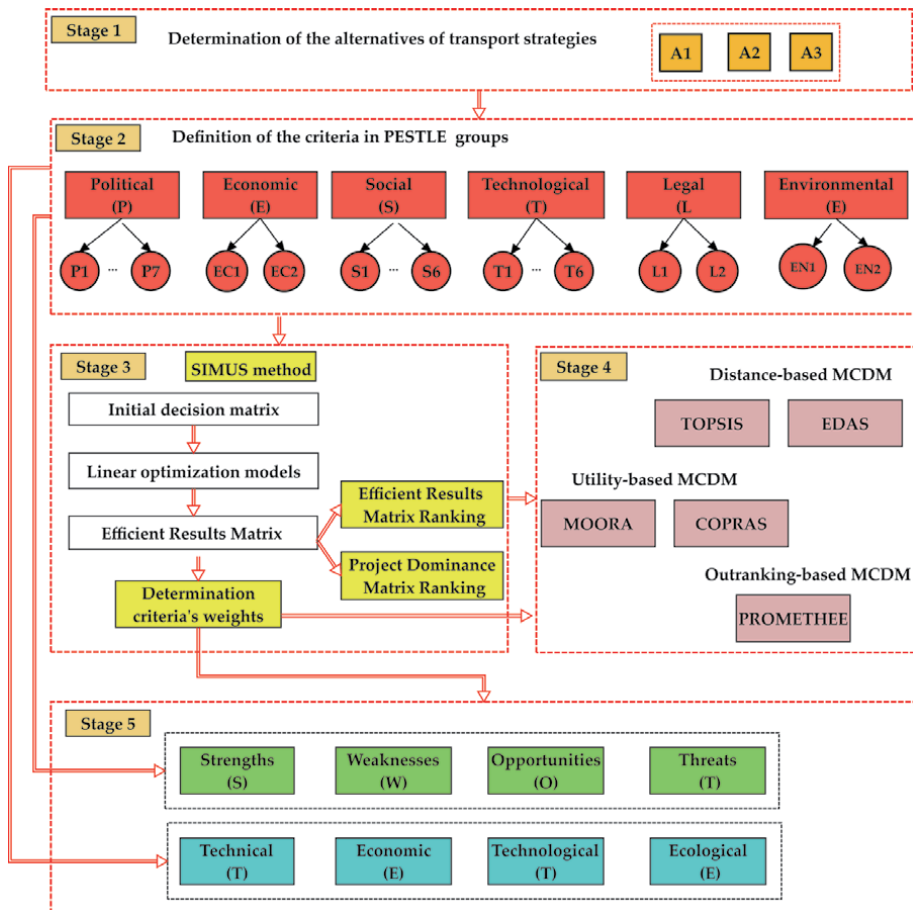 Stage 1
Determination of the alternatives of transport strategies
A1 A2 A3
Stage 2
Definition of the criteria in PESTLE groups
Political
(P)
Economic
(E)
Social
(S)
Technological
(T)
Legal
(L
Environmental
(E)
P1 ... P7
EC1 EC2
S1 ... S6
T1 ... T6
L1 L2
EN1 EN2
Stage 3
SIMUS method
Initial decision matrix
Linear optimization models
Efficient Results Matrix
Efficient Results
Matrix Ranking
Project Dominance
Matrix Ranking
Determination
criteria's weights
Stage 4
Distance-based MCDM
TOPSIS EDAS
Utility-based MCDM
MOORA COPRAS
Outranking-based MCDM
PROMETHEE
Stage 5
Strengths
(S)
Weaknesses
(W)
Opportunities
(O)
Threats
(T)
Technical
(T)
Economic
(E)
Technological
(T)
Ecological
(E)